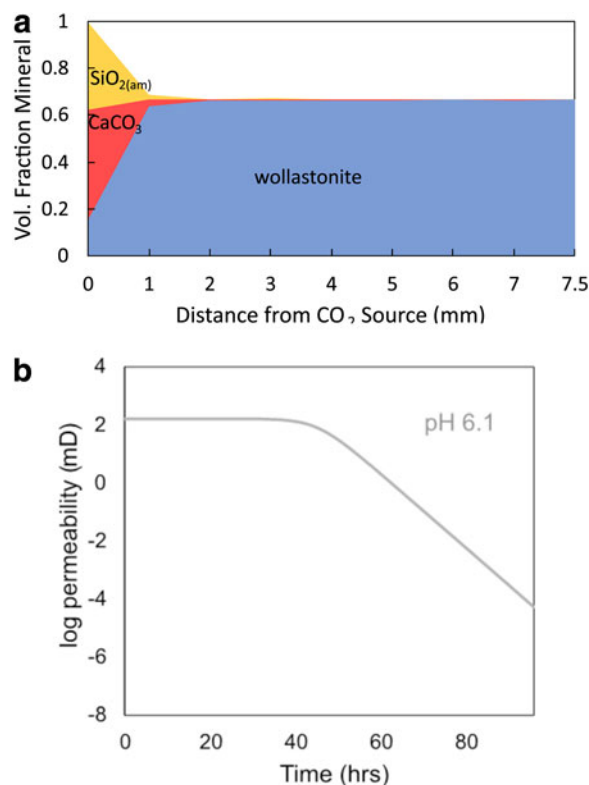 a
Vol. Fraction Mineral
1
0.8
0.6
0.4
0.2
0
SiO₂(am)
CaCO₃
wollastonite
0 1 2 3 4 5 6 7 7.5
Distance from CO₂ Source (mm)
b
log permeability (mD)
4
2
0
-2
-4
-6
-8
pH 6.1
0 20 40 60 80
Time (hrs)